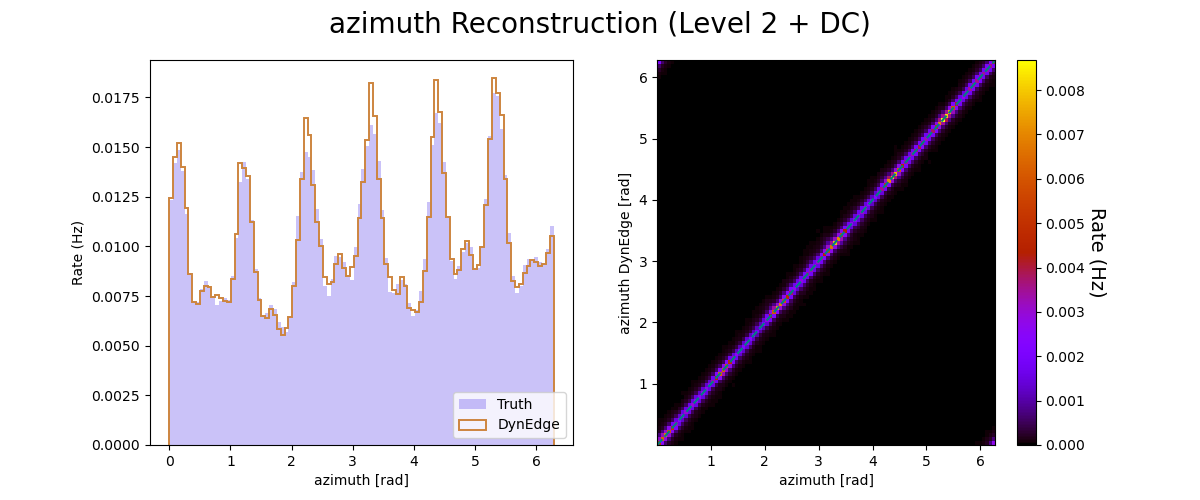 azimuth Reconstruction (Level 2 + DC)
Rate (Hz)
0.0175
0.0150
0.0125
0.0100
0.0075
0.0050
0.0025
0.0000
0 1 2 3 4 5 6
azimuth [rad]
Truth
DynEdge
azimuth DynEdge [rad]
6
5
4
3
2
1
1 2 3 4 5 6
azimuth [rad]
0.008
0.007
0.006
0.005
0.004
0.003
0.002
0.001
0.000
Rate (Hz)